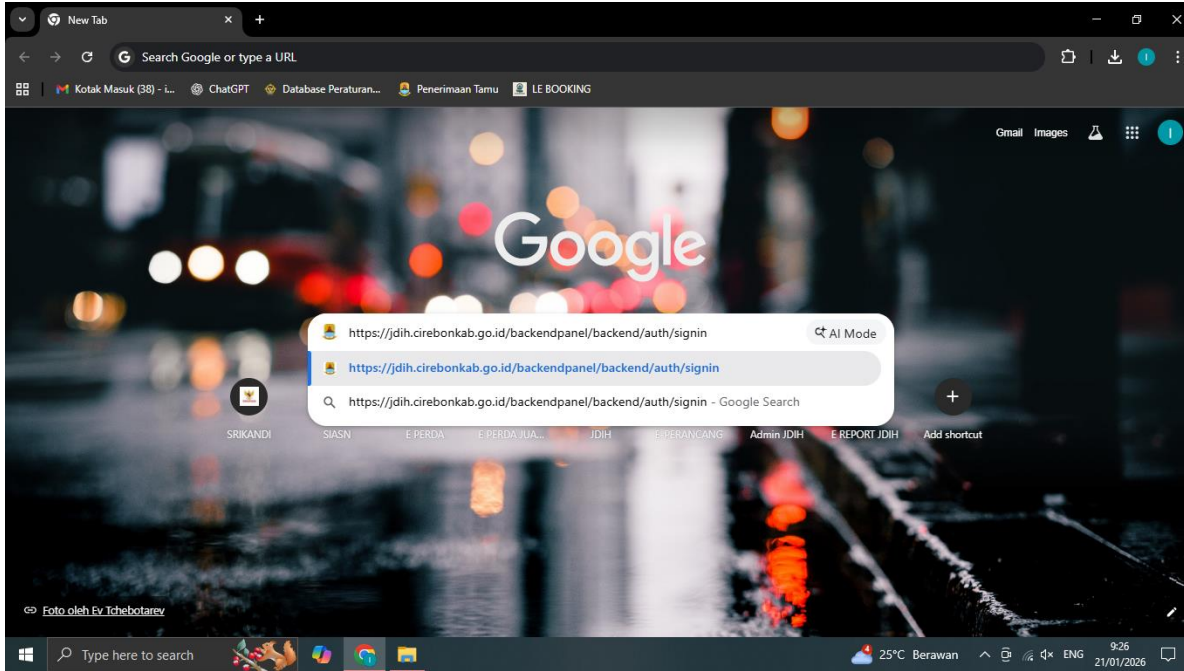 New Tab
Search Google or type a URL
Kotak Masuk (38) - i... ChatGPT Database Peraturan... Penerimaan Tamu LE BOOKING
Gmail Images
I
Google
https://jdih.cirebonkab.go.id/backendpanel/backend/auth/signin AI Mode
https://jdih.cirebonkab.go.id/backendpanel/backend/auth/signin
https://jdih.cirebonkab.go.id/backendpanel/backend/auth/signin - Google Search
SRIKANDI SIASN E PERDA E PERDA JUA... JDIH E PERANCANG Admin JDIH E REPORT JDIH Add shortcut
Foto oleh Ev Tchebotarev
Type here to search 4 25°C Berawan ENG 9:26
21/01/2026